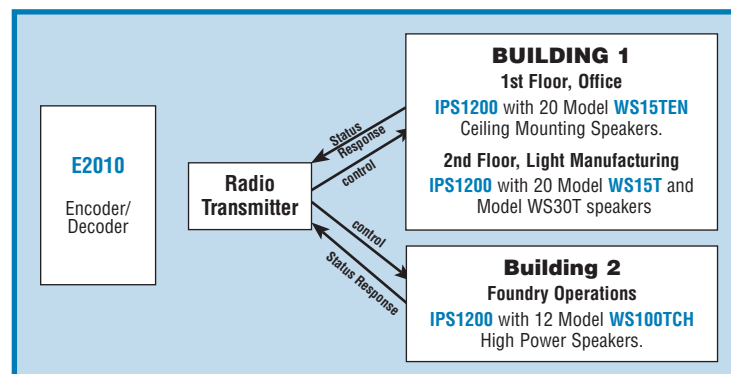 E2010
Encoder/
Decoder
Radio
Transmitter
Status
Response
control
control
Status Response
BUILDING 1
1st Floor, Office
IPS1200 with 20 Model WS15TEN
Ceiling Mounting Speakers.
2nd Floor, Light Manufacturing
IPS1200 with 20 Model WS15T and
Model WS30T speakers
Building 2
Foundry Operations
IPS1200 with 12 Model WS100TCH
High Power Speakers.